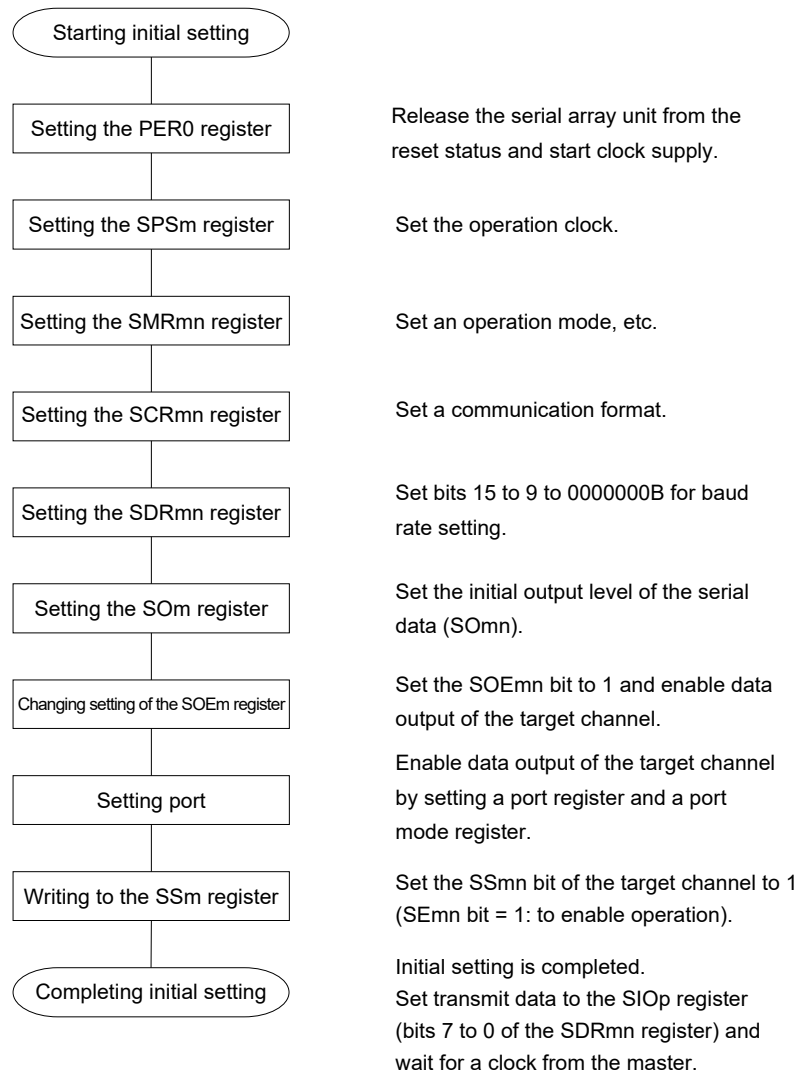 Starting initial setting
Setting the PER0 register
Release the serial array unit from the
reset status and start clock supply.
Setting the SPSm register
Set the operation clock.
Setting the SMRmn register
Set an operation mode, etc.
Setting the SCRmn register
Set a communication format.
Setting the SDRmn register
Set bits 15 to 9 to 0000000B for baud
rate setting.
Setting the SOm register
Set the initial output level of the serial
data (SOmn).
Changing setting of the SOEm register
Set the SOEmn bit to 1 and enable data
output of the target channel.
Setting port
Enable data output of the target channel
by setting a port register and a port
mode register.
Writing to the SSm register
Set the SSmn bit of the target channel to 1
(SEmn bit = 1: to enable operation).
Completing initial setting
Initial setting is completed.
Set transmit data to the SIOp register
(bits 7 to 0 of the SDRmn register) and
wait for a clock from the master.